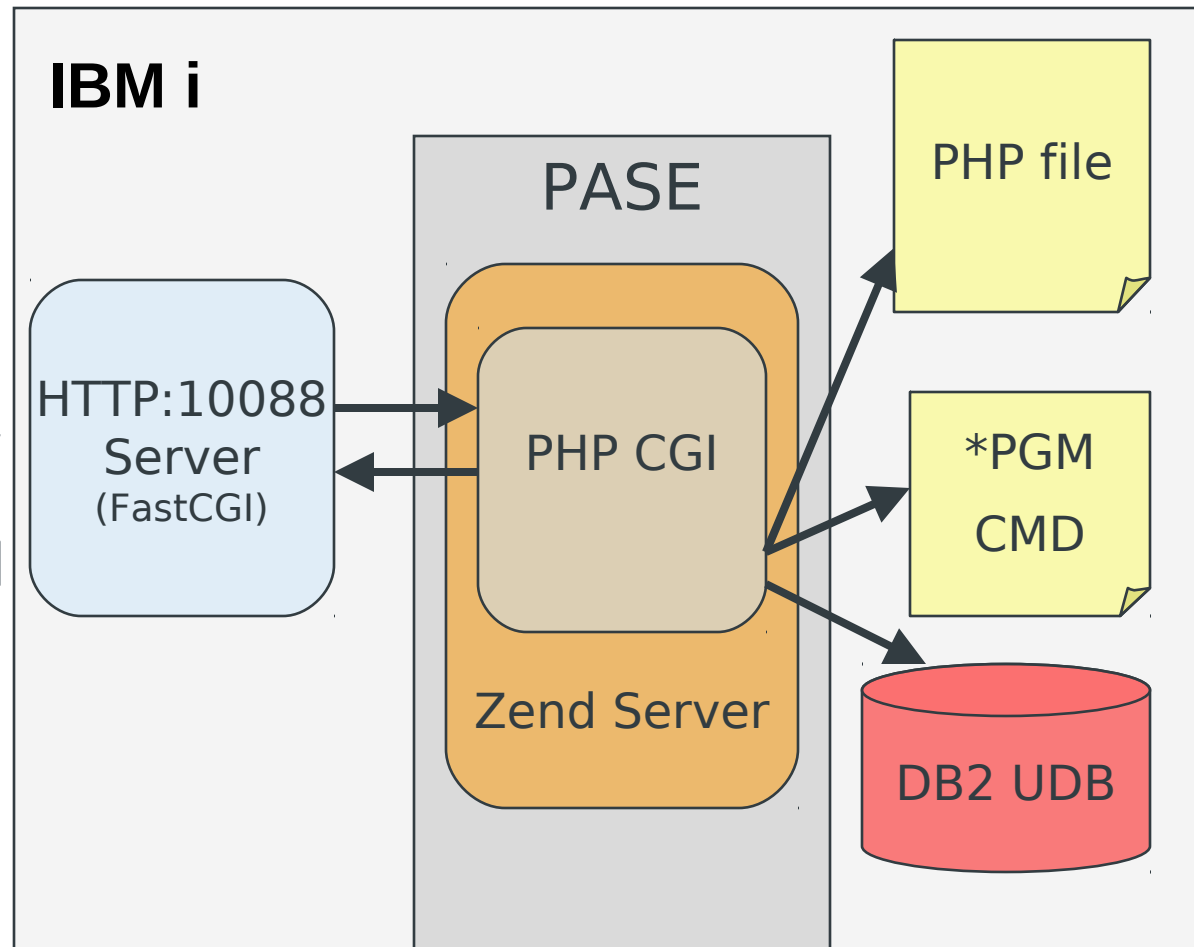 IBM i
PASE
PHP file
HTTP:10088
Server
(FastCGI)
PHP CGI
*PGM
CMD
Zend Server
DB2 UDB